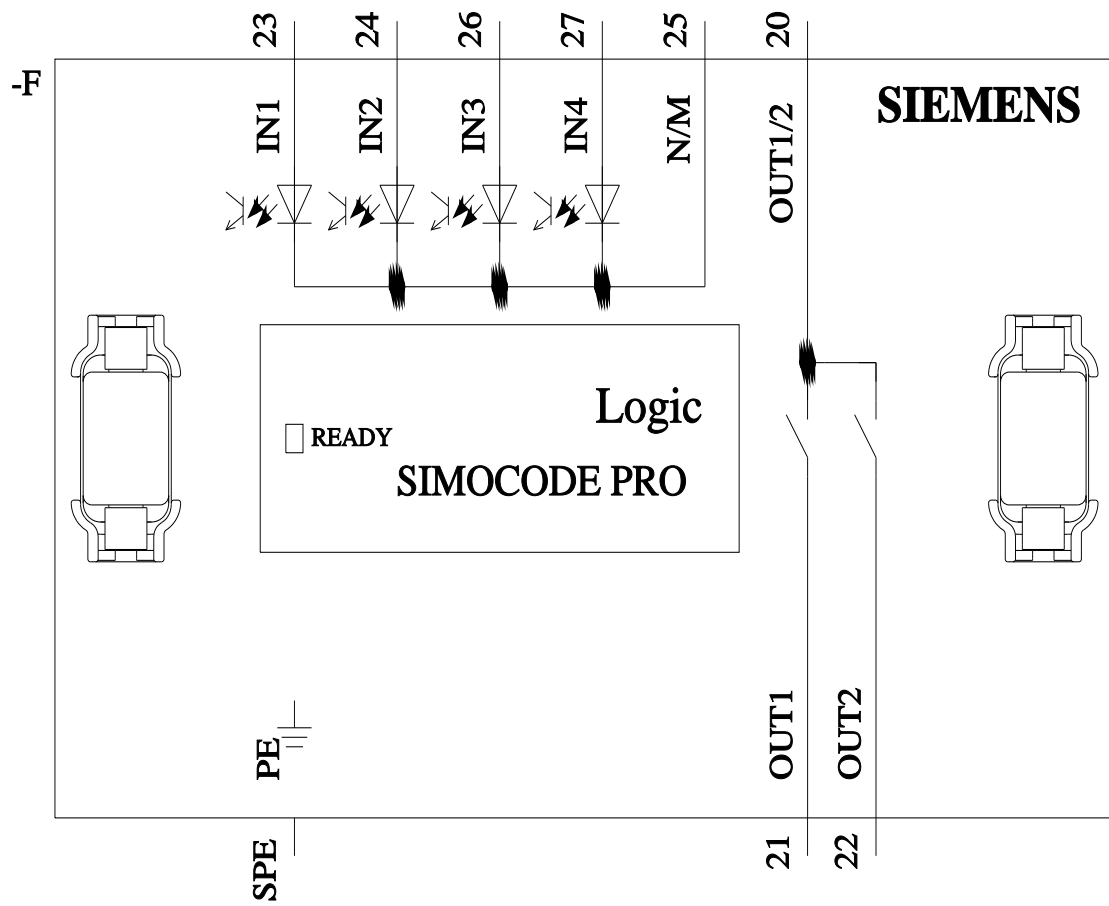 23
24
26
27
25
20
-F
SIEMENS
IN1
IN2
IN3
IN4
N/M
OUT1/2
Logic
READY
SIMOCODE PRO
PE
OUT1
OUT2
SPE
21
22